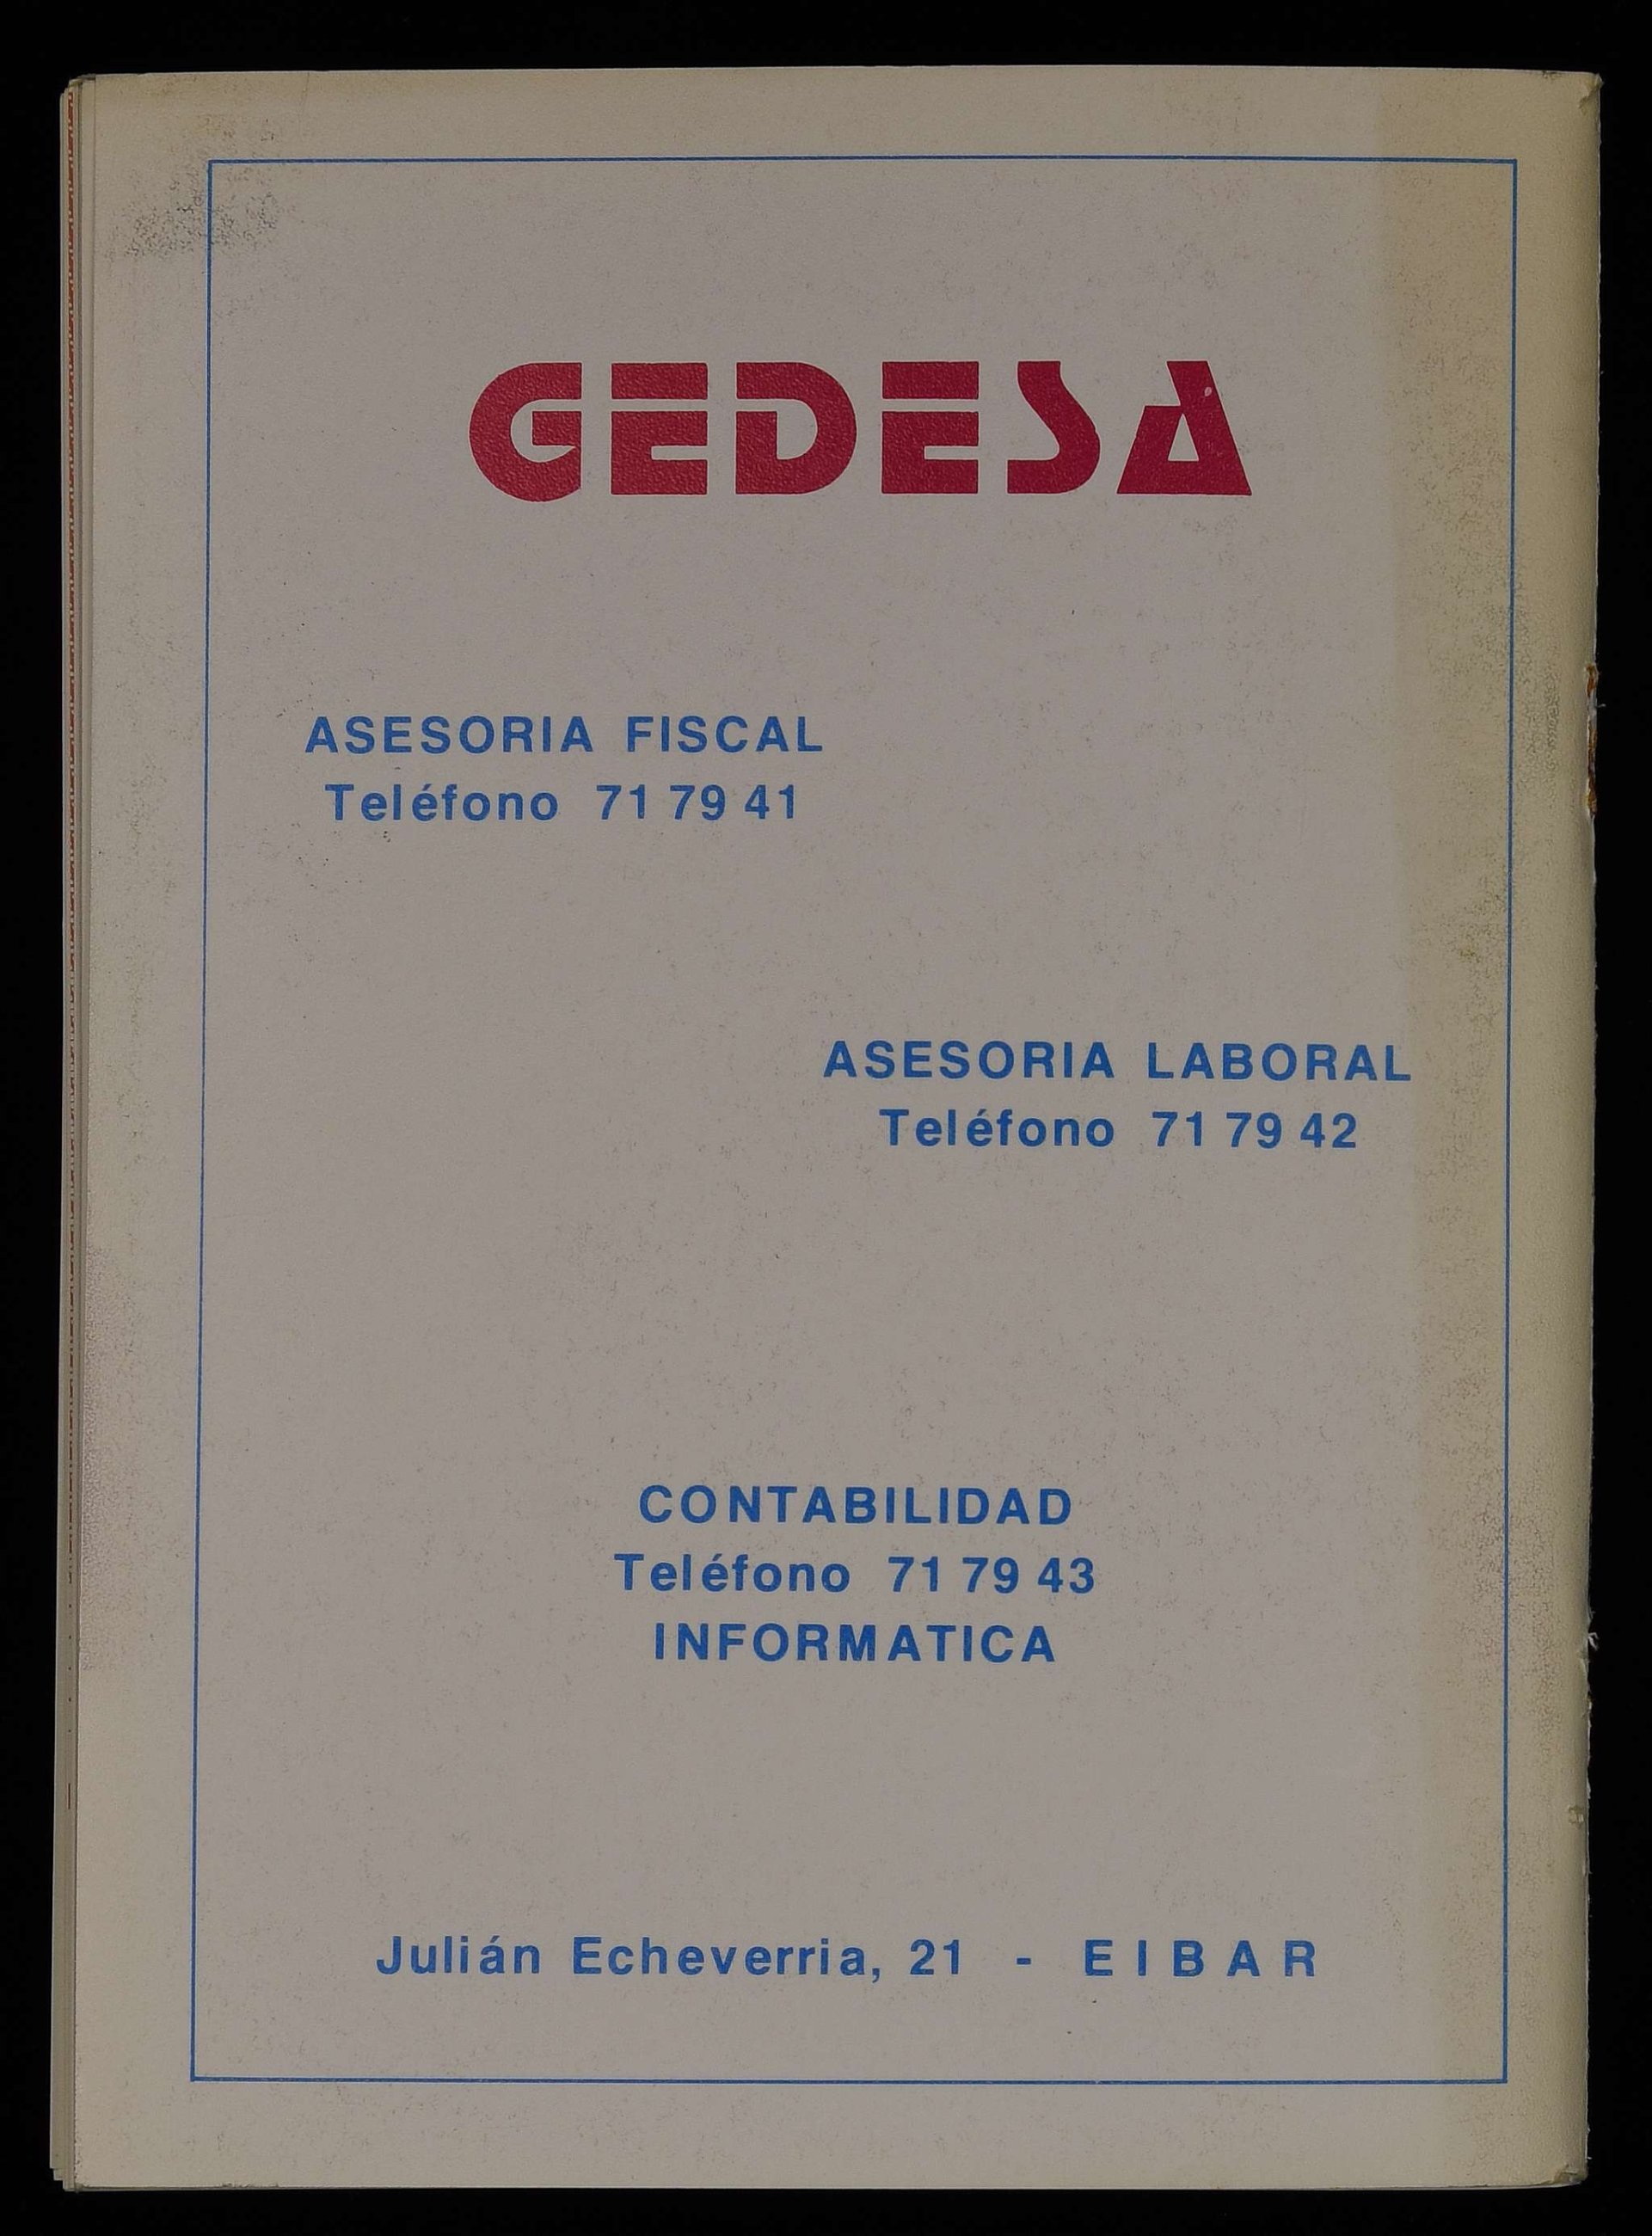 GEDESA
ASESORIA FISCAL
Teléfono 71 79 41
ASESORIA LABORAL
Teléfono 71 79 42
CONTABILIDAD
Teléfono 71 79 43
INFORMATICA
Julián Echeverria, 21 - EIBAR